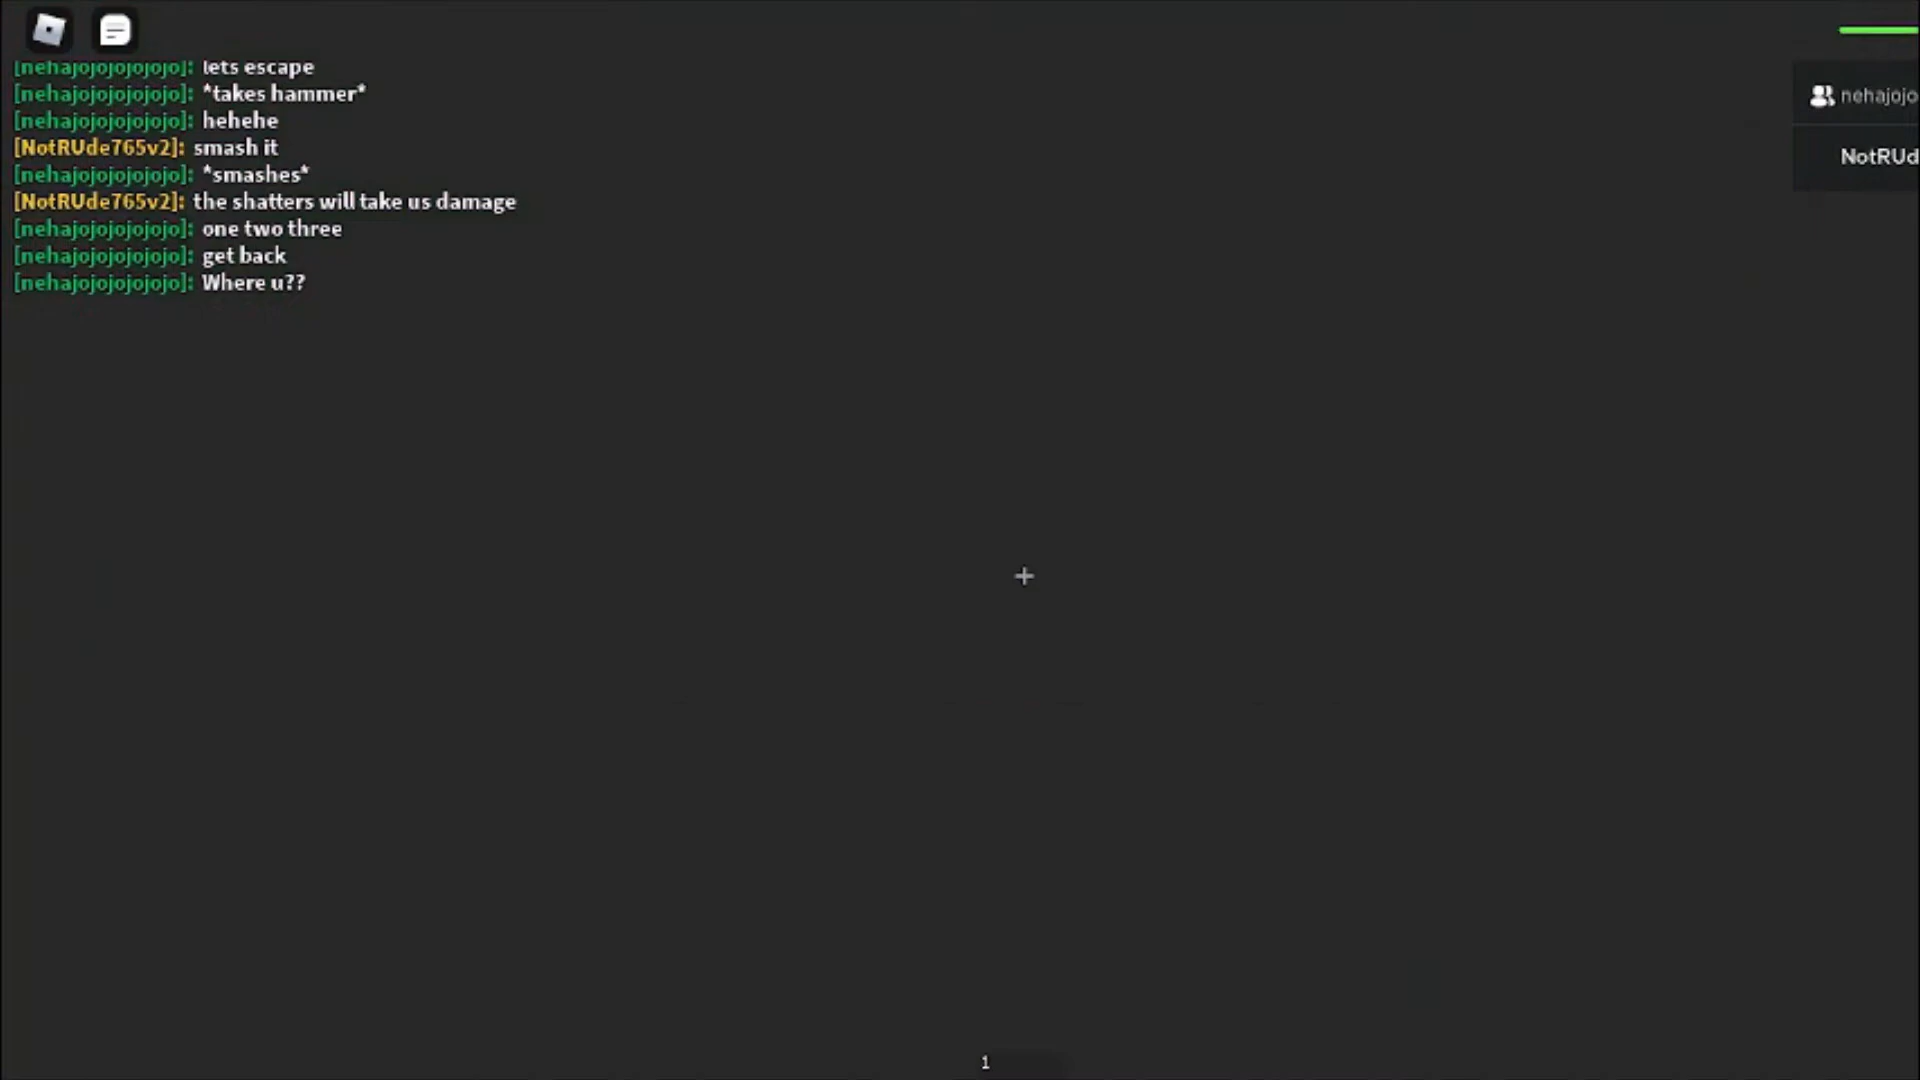 [nehajojojojojojo]: lets escape
[nehajojojojojojo]: *takes hammer*
[nehajojojojojojo]: hehehe
[NotRUde765v2]: smash it
[nehajojojojojojo]: *smashes*
[NotRUde765v2]: the shatters will take us damage
[nehajojojojojojo]: one two three
[nehajojojojojojo]: get back
[nehajojojojojojo]: Where u??
nehajojo
NotRUd
1